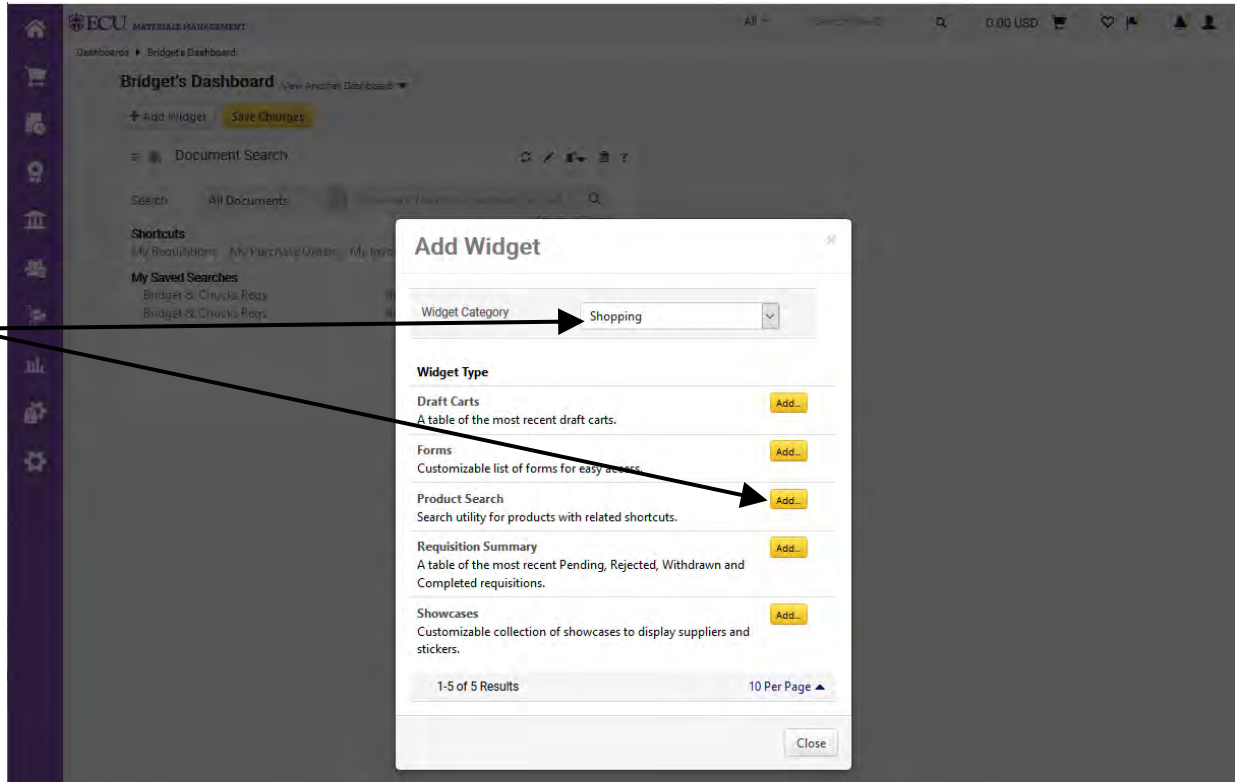 ECU MATERIALS MANAGEMENT
All
0.00 USD
Dashboards Bridget's Dashboard
Bridget's Dashboard View Another Dashboard
+ Add Widget Save Changes
Document Search ?
Search All Documents
Shortcuts
My Requisitions My Purchase Orders My Invo
My Saved Searches
Bridget & Chucks Reqs
Bridget & Chucks Reqs
Add Widget ×
Widget Category Shopping
Widget Type
Draft Carts Add...
A table of the most recent draft carts.
Forms Add...
Customizable list of forms for easy access.
Product Search Add...
Search utility for products with related shortcuts.
Requisition Summary Add...
A table of the most recent Pending, Rejected, Withdrawn and
Completed requisitions.
Showcases Add...
Customizable collection of showcases to display suppliers and
stickers.
1-5 of 5 Results 10 Per Page
Close